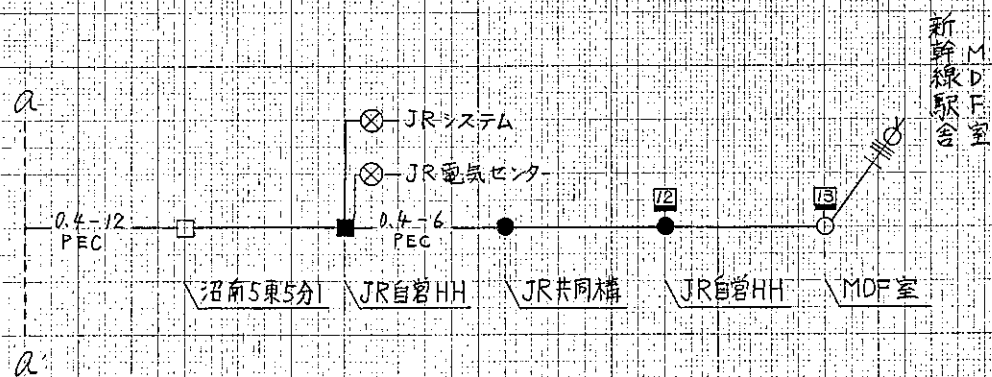 新幹線駅舎
MDF室
a
JRシステム
JR電気センター
0.4-12
PEC
0.4-6
PEC
12
13
沼南5東5分1
JR自営HH
JR共同構
JR自営HH
MDF室
a'